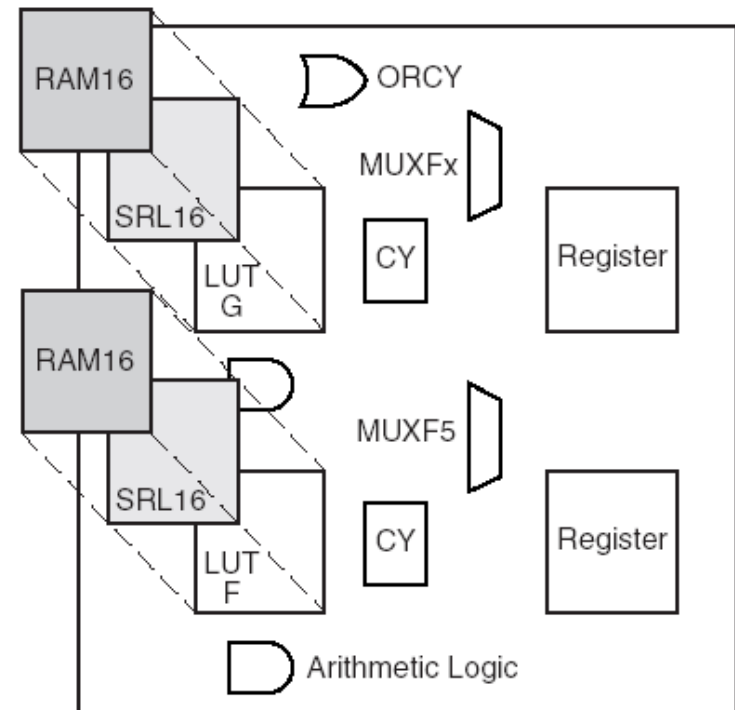 RAM16
ORCY
SRL16
MUXFx
LUT
G
CY
Register
RAM16
SRL16
MUXF5
LUT
F
CY
Register
Arithmetic Logic